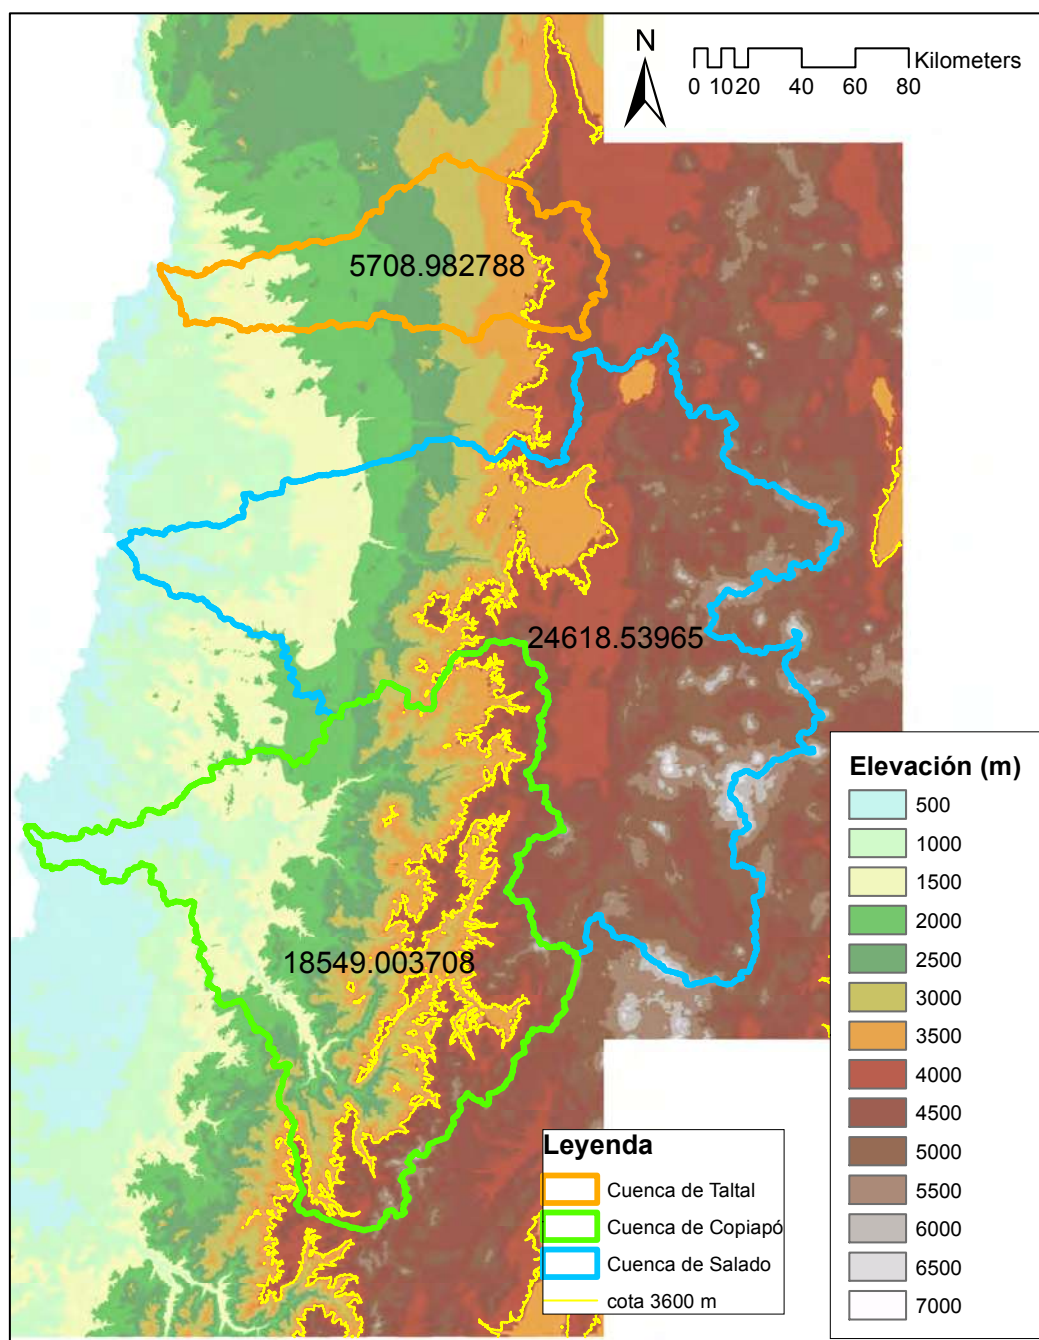 N
Kilometers
0 10 20 40 60 80
5708.982788
24618.53965
18549.003708
Elevación (m)
500
1000
1500
2000
2500
3000
3500
4000
4500
5000
5500
6000
6500
7000
Leyenda
Cuenca de Taltal
Cuenca de Copiapó
Cuenca de Salado
cota 3600 m